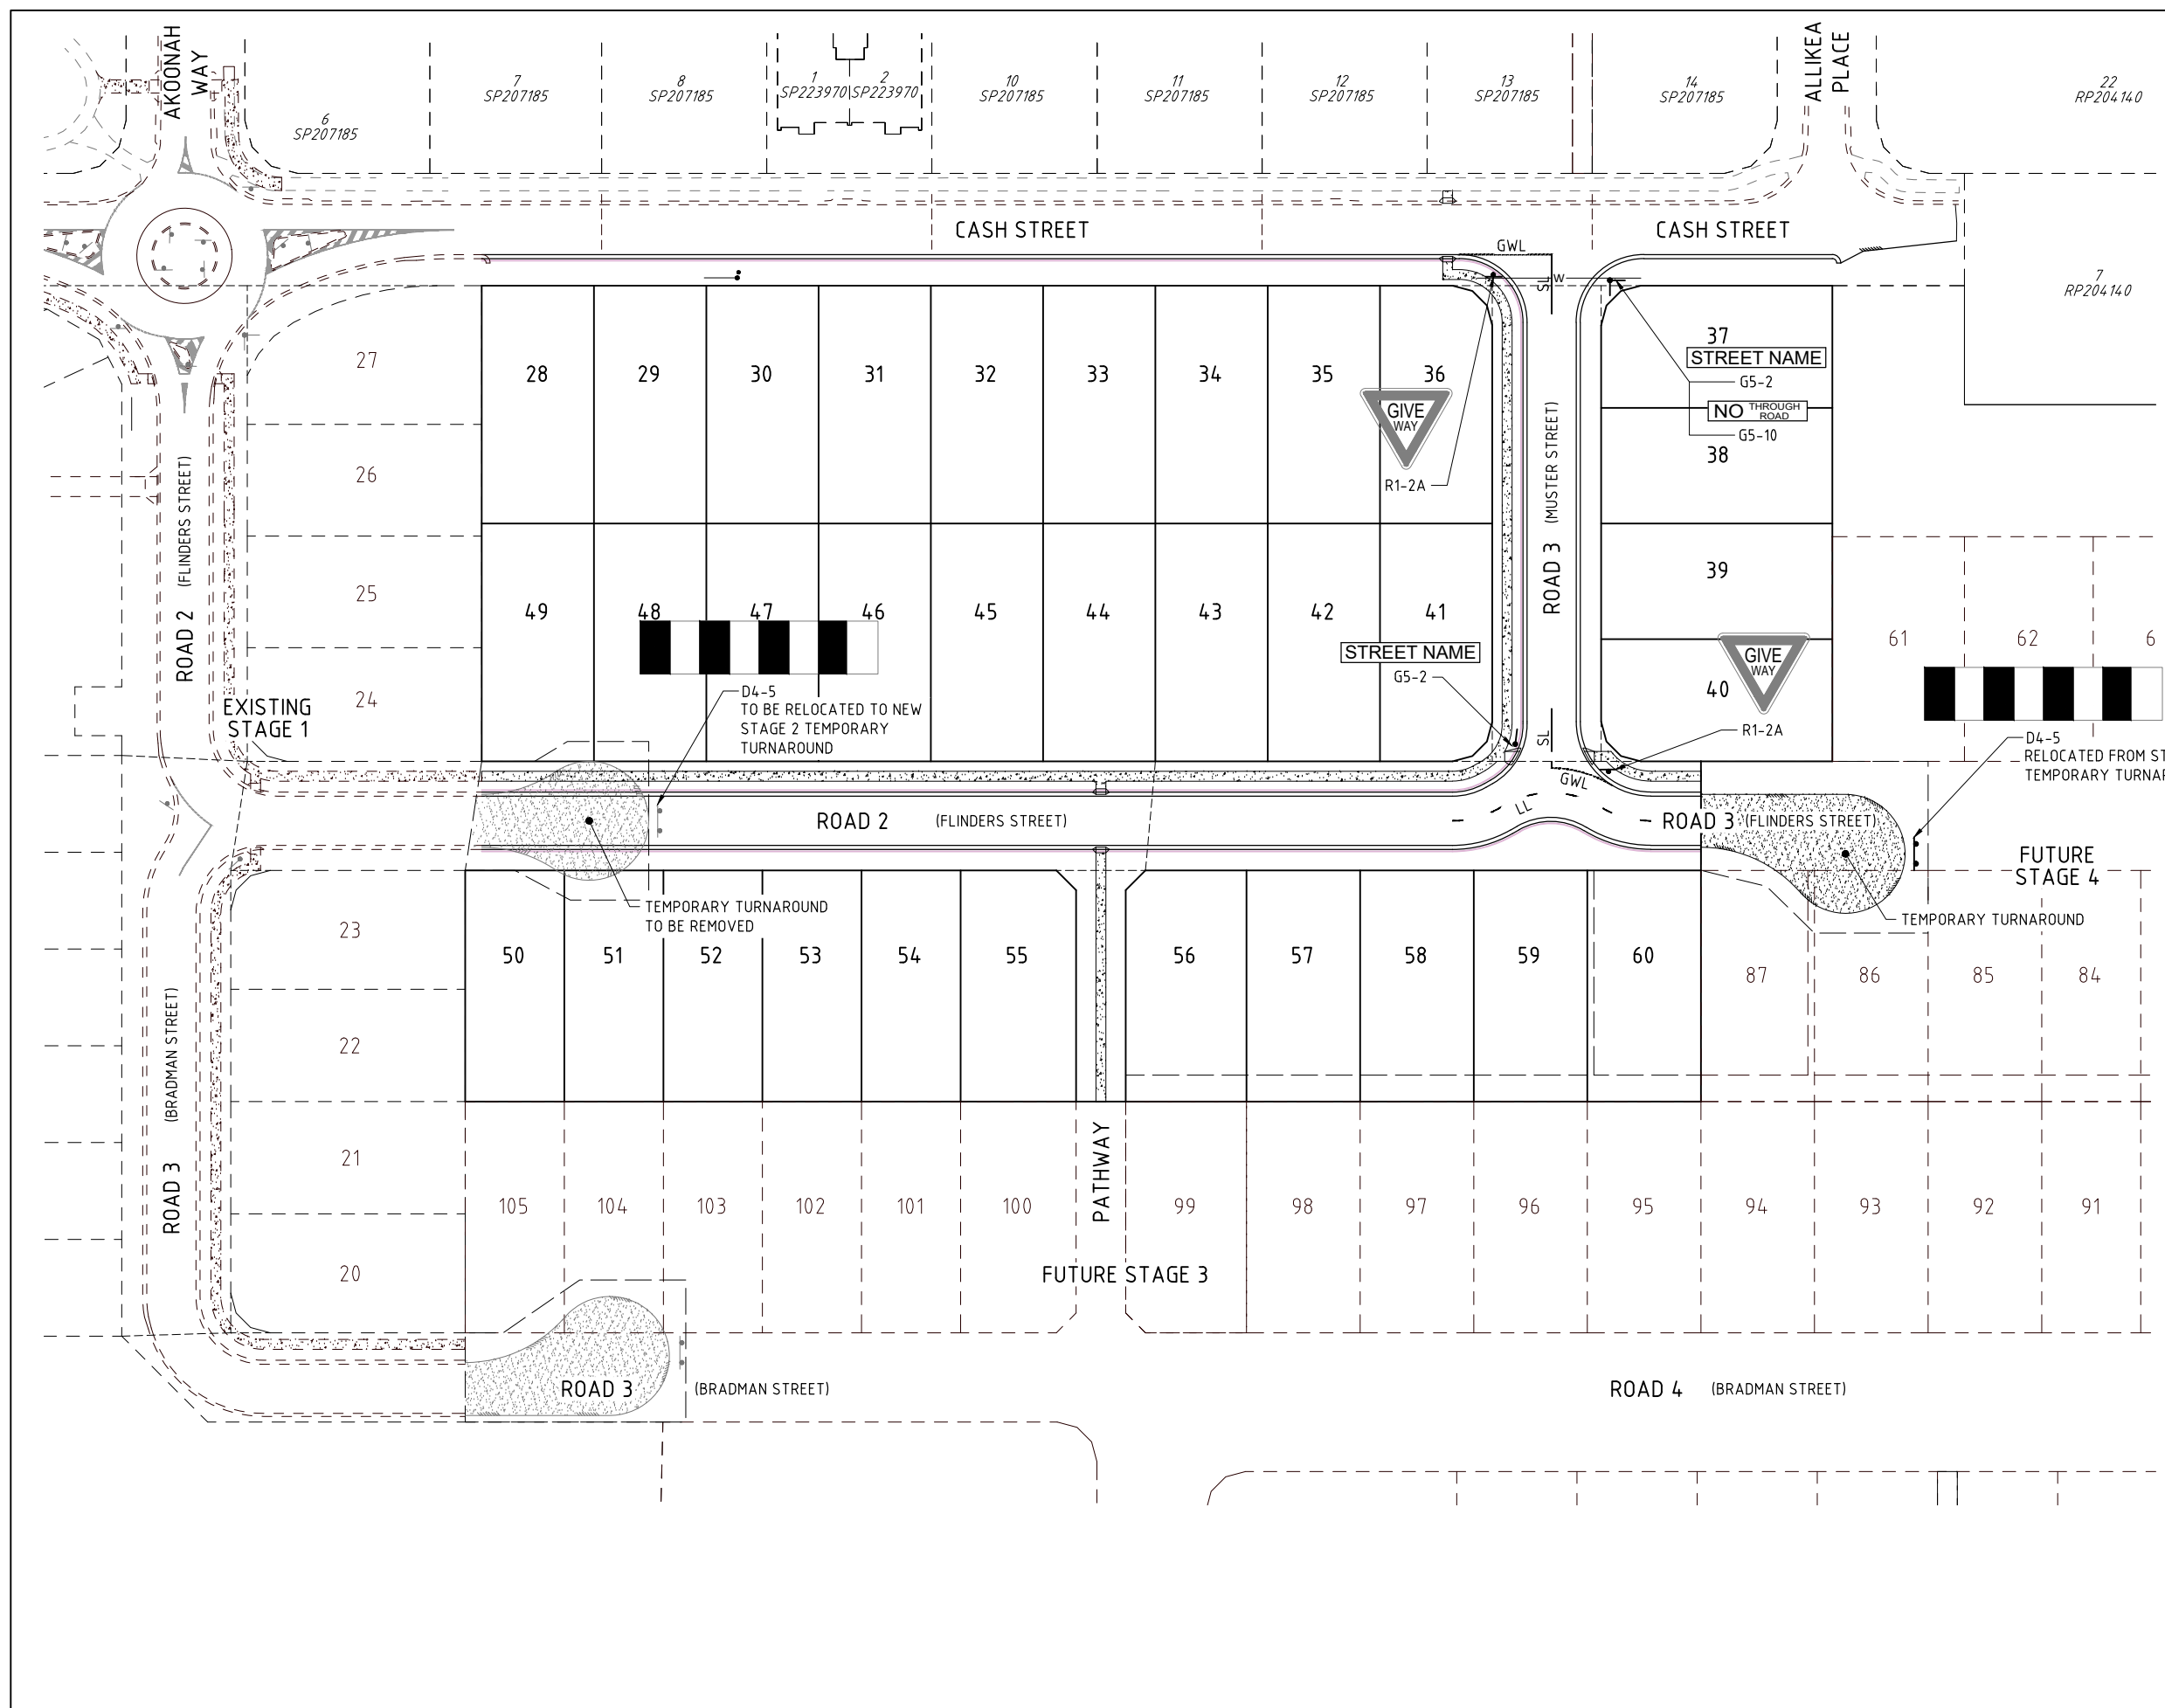 AKOONAH
WAY
6
SP207185
7
SP207185
8
SP207185
1
SP223970
2
SP223970
10
SP207185
11
SP207185
12
SP207185
13
SP207185
14
SP207185
ALLIKEA
PLACE
22
RP204140
CASH STREET
CASH STREET
GWL
SL
W
7
RP204140
27
28
29
30
31
32
33
34
35
36
37
STREET NAME
G5-2
NO THROUGH
ROAD
G5-10
38
GIVE
WAY
R1-2A
26
ROAD 2 (FLINDERS STREET)
ROAD 3 (MUSTER STREET)
25
39
49
48
47
46
45
44
43
42
41
STREET NAME
G5-2
61
62
6
GIVE
WAY
40
R1-2A
24
EXISTING
STAGE 1
D4-5
TO BE RELOCATED TO NEW
STAGE 2 TEMPORARY
TURNAROUND
SL
D4-5
RELOCATED FROM ST
TEMPORARY TURNAR
GWL
LL
ROAD 2 (FLINDERS STREET)
ROAD 3 (FLINDERS STREET)
FUTURE
STAGE 4
TEMPORARY TURNAROUND
TO BE REMOVED
TEMPORARY TURNAROUND
23
50
51
52
53
54
55
56
57
58
59
60
87
86
85
84
22
ROAD 3 (BRADMAN STREET)
21
PATHWAY
105
104
103
102
101
100
99
98
97
96
95
94
93
92
91
20
FUTURE STAGE 3
ROAD 3 (BRADMAN STREET)
ROAD 4 (BRADMAN STREET)